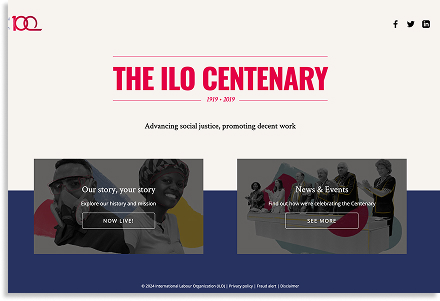 100
THE ILO CENTENARY
1919 • 2019
Advancing social justice, promoting decent work
Our story, your story
Explore our history and mission
NOW LIVE!
News & Events
Find out how we're celebrating the Centenary
SEE MORE
© 2024 International Labour Organization (ILO) | Privacy policy | Fraud alert | Disclaimer